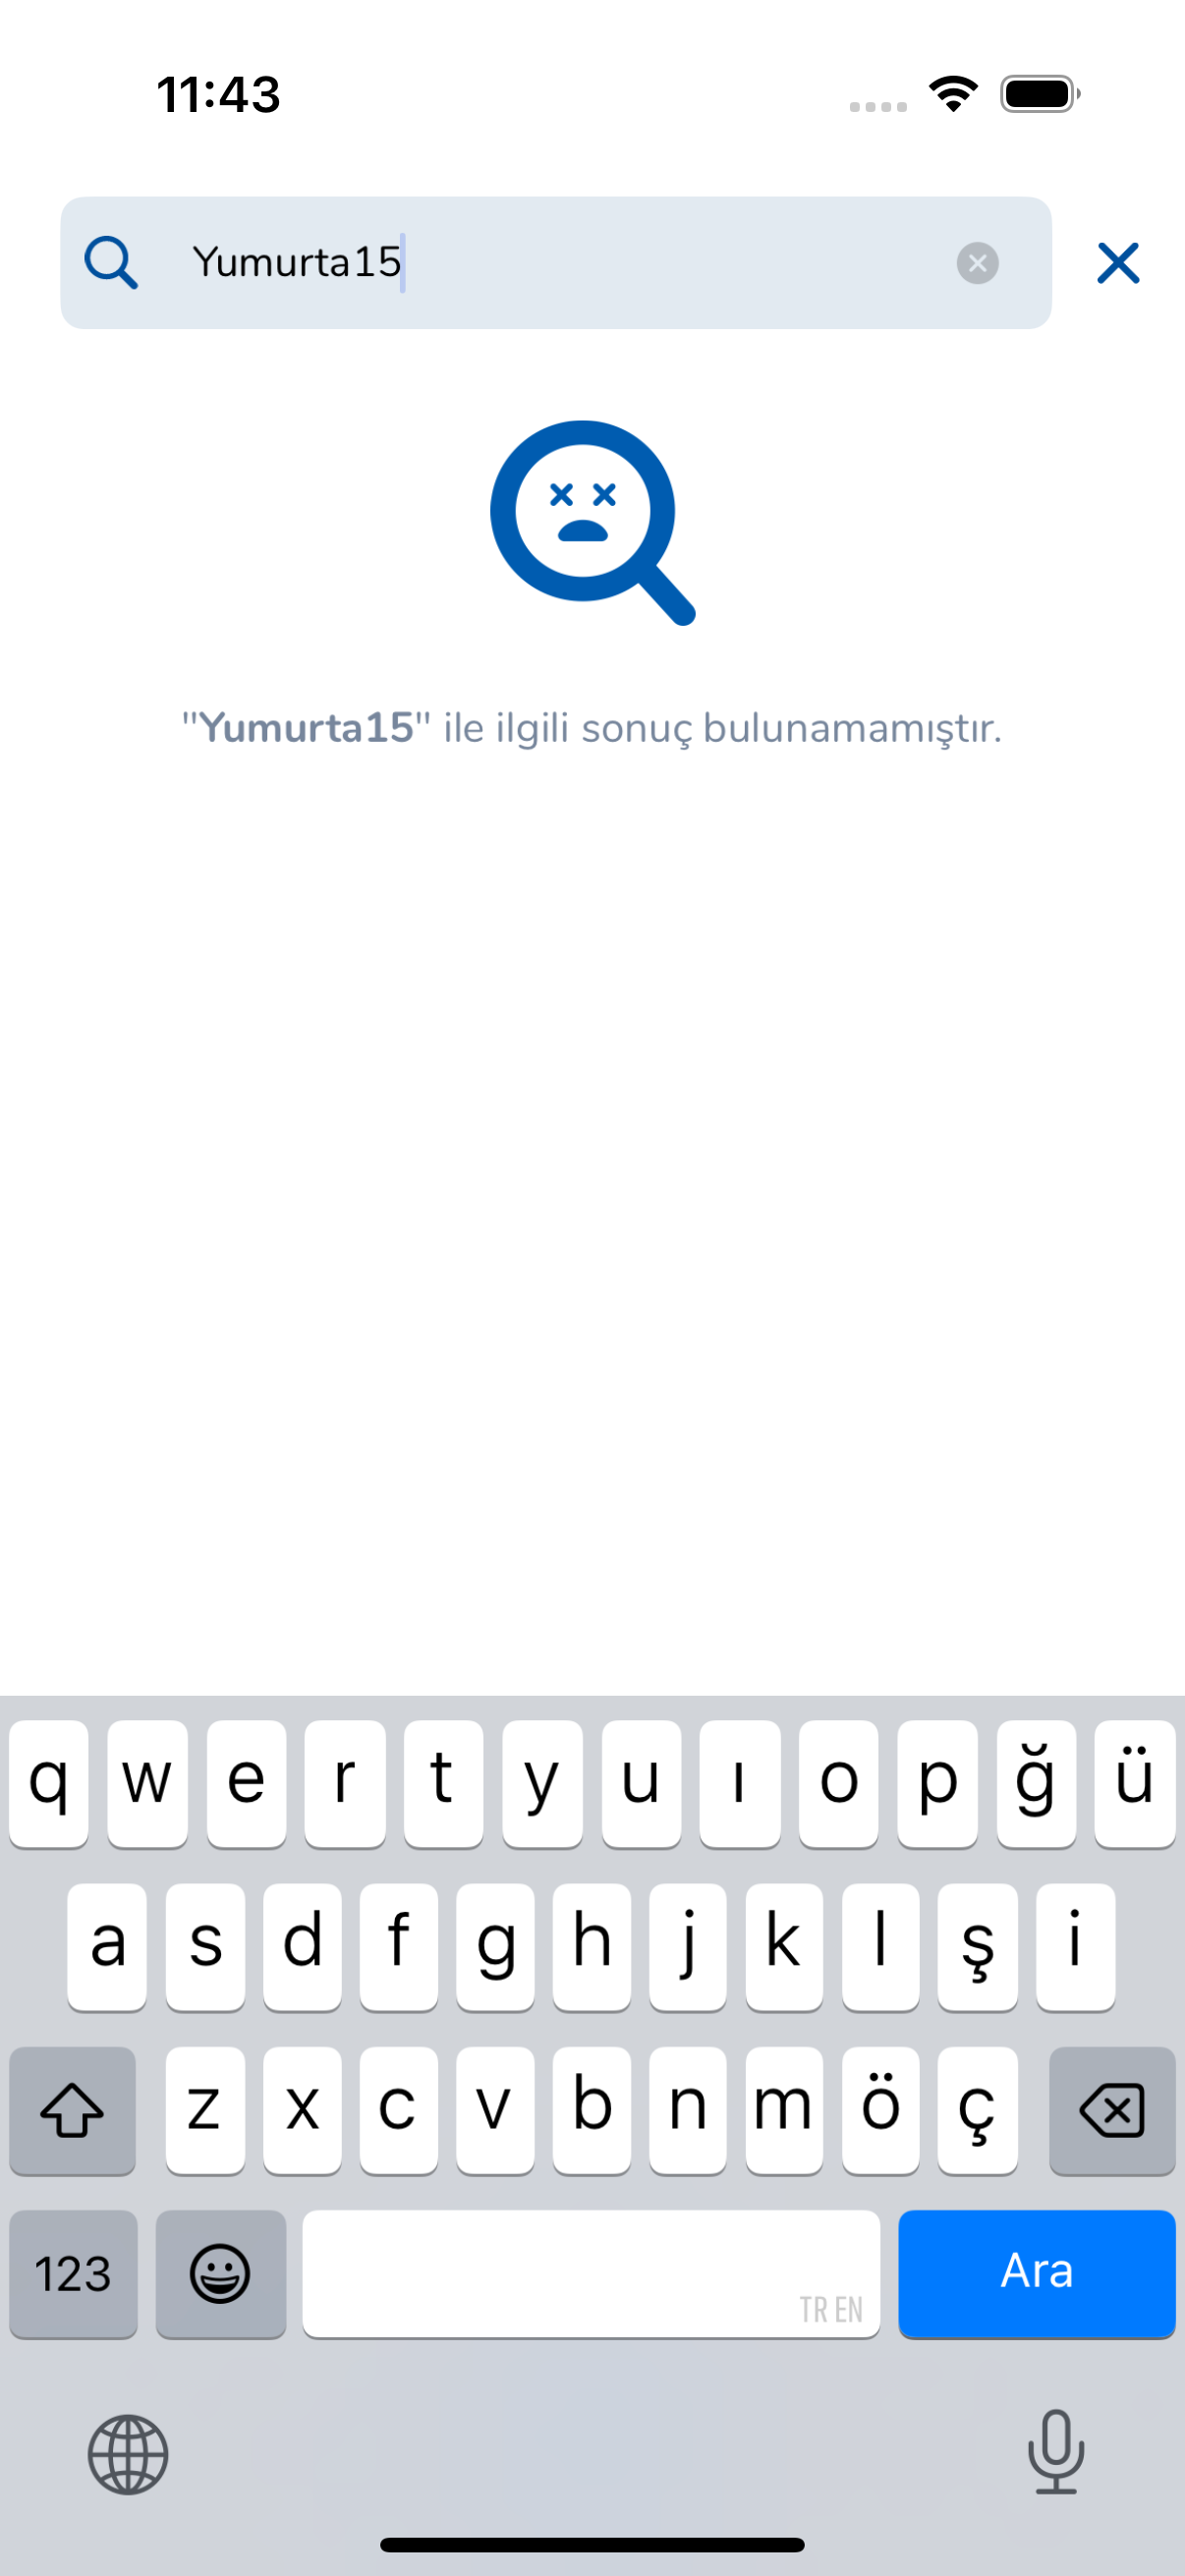 11:43
Yumurta15
"Yumurta15" ile ilgili sonuç bulunamamıştır.
q w e r t y u ı o p ğ ü
a s d f g h j k l ş i
z x c v b n m ö ç
123 TR EN Ara